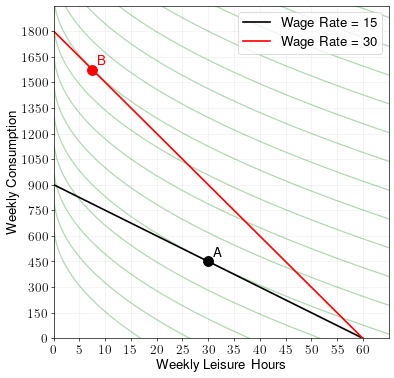 Wage Rate = 15
Wage Rate = 30
B
A
Weekly Consumption
1800
1650
1500
1350
1200
1050
900
750
600
450
300
150
0
0 5 10 15 20 25 30 35 40 45 50 55 60
Weekly Leisure Hours